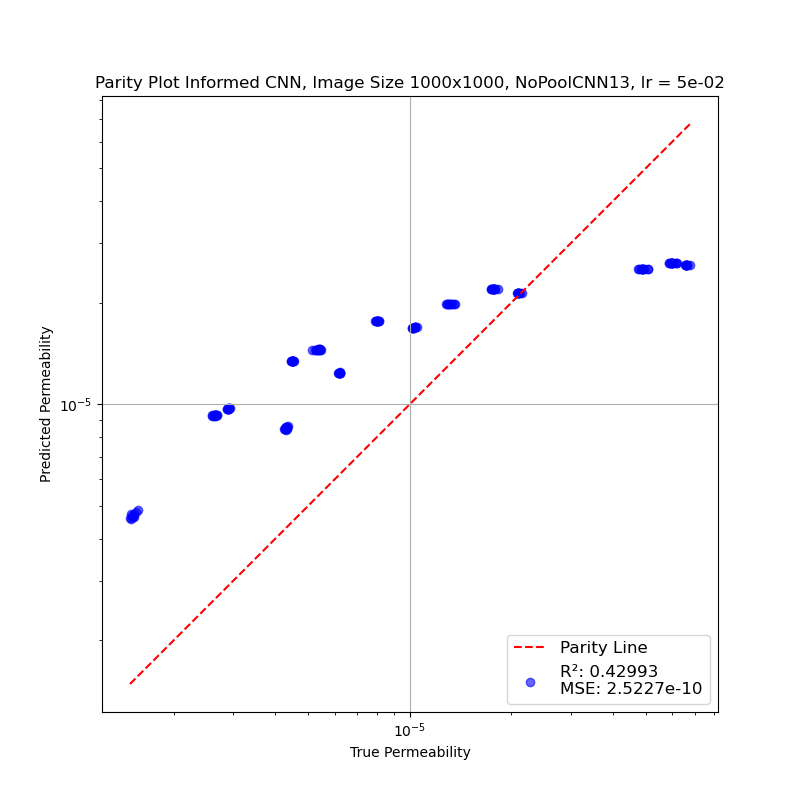 Parity Plot Informed CNN, Image Size 1000x1000, NoPoolCNN13, lr = 5e-02
Predicted Permeability
10⁻⁵
10⁻⁵
True Permeability
Parity Line
R²: 0.42993
MSE: 2.5227e-10